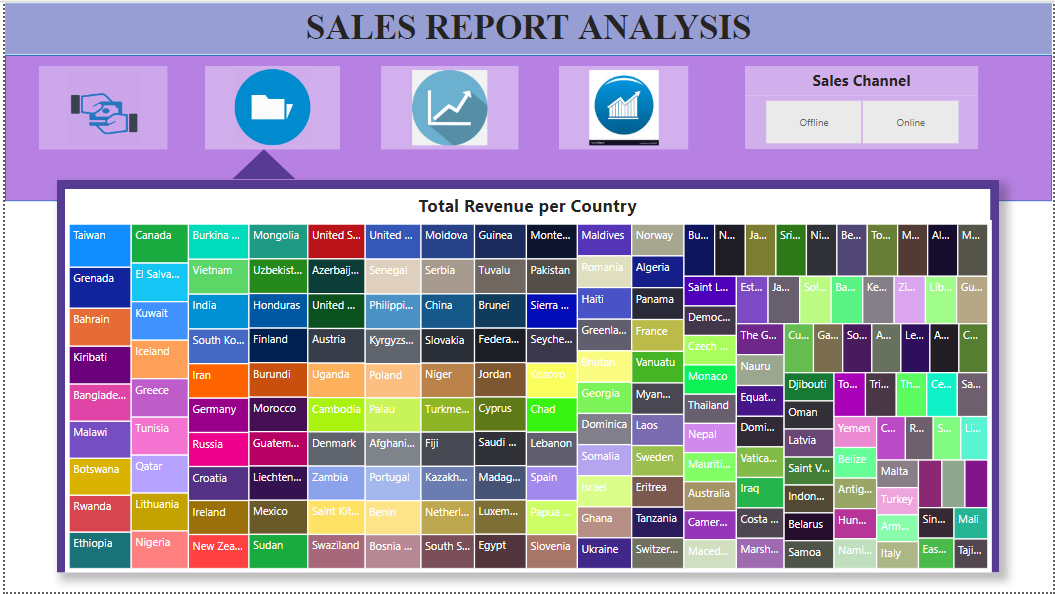 SALES REPORT ANALYSIS
Sales Channel
Offline
Online
Total Revenue per Country
Taiwan
Grenada
Bahrain
Kiribati
Banglade...
Malawi
Botswana
Rwanda
Ethiopia
Canada
El Salva...
Kuwait
Iceland
Greece
Tunisia
Qatar
Lithuania
Nigeria
Burkina ...
Vietnam
India
South Ko...
Iran
Germany
Russia
Croatia
Ireland
New Zea...
Mongolia
Uzbekist...
Honduras
Finland
Burundi
Morocco
Guatem...
Liechten...
Mexico
Sudan
United S...
Azerbaij...
United ...
Austria
Uganda
Cambodia
Denmark
Zambia
Saint Kit...
Swaziland
United ...
Senegal
Philippi...
Kyrgyzs...
Poland
Palau
Afghani...
Portugal
Benin
Bosnia ...
Moldova
Serbia
China
Slovakia
Niger
Turkme...
Fiji
Kazakh...
Netherl...
South S...
Guinea
Tuvalu
Brunei
Federa...
Jordan
Cyprus
Saudi ...
Madag...
Luxem...
Egypt
Monte...
Pakistan
Sierra ...
Seyche...
Kosovo
Chad
Lebanon
Spain
Papua ...
Slovenia
Maldives
Romania
Haiti
Greenla...
Bhutan
Georgia
Dominica
Somalia
Israel
Ghana
Ukraine
Norway
Algeria
Panama
France
Vanuatu
Myan...
Laos
Sweden
Eritrea
Tanzania
Switzer...
Bu...
N...
Ja...
Sri...
Ni...
Be...
To...
M...
Al...
M...
Saint L...
Democ...
Czech ...
Monaco
Thailand
Nepal
Mauriti...
Australia
Camer...
Maced...
Est...
Ja...
Sol...
Ba...
Ke...
Zi...
Lib...
Gu...
The G...
Nauru
Equat...
Domi...
Vatica...
Iraq
Costa ...
Marsh...
Cu...
Ga...
So...
A...
Le...
A...
C...
Djibouti
Oman
Latvia
Saint V...
Indon...
Belarus
Samoa
To...
Tri...
Th...
Ce...
Sa...
Yemen
Belize
Antig...
Hun...
Nami...
C...
R...
S...
Li...
Malta
Turkey
Arm...
Italy
Sin...
Mali
Eas...
Taji...